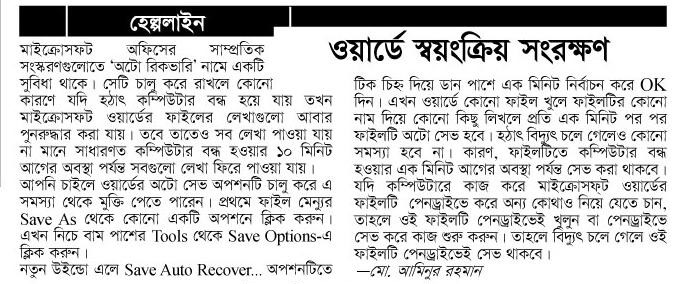 হেল্পলাইন
ওয়ার্ডে স্বয়ংক্রিয় সংরক্ষণ
মাইক্রোসফট অফিসের সাম্প্রতিক
সংস্করণগুলোতে ‘অটো রিকভারি’ নামে একটি
সুবিধা থাকে। সেটি চালু করে রাখলে কোনো
কারণে যদি হঠাৎ কম্পিউটার বন্ধ হয়ে যায় তখন
মাইক্রোসফট ওয়ার্ডের ফাইলের লেখাগুলো আবার
পুনরুদ্ধার করা যায়। তবে তাতেও সব লেখা পাওয়া যায়
না মানে সাধারণত কম্পিউটার বন্ধ হওয়ার ১০ মিনিট
আগের অবস্থা পর্যন্ত সবগুলো লেখা ফিরে পাওয়া যায়।
আপনি চাইলে ওয়ার্ডের অটো সেভ অপশনটি চালু করে এ
সমস্যা থেকে মুক্তি পেতে পারেন। প্রথমে ফাইল মেন্যুর
Save As থেকে কোনো একটি অপশনে ক্লিক করুন।
এখন নিচে বাম পাশের Tools থেকে Save Options-এ
ক্লিক করুন।
নতুন উইন্ডো এলে Save Auto Recover... অপশনটিতে
টিক চিহ্ন দিয়ে ডান পাশে এক মিনিট নির্বাচন করে OK
দিন। এখন ওয়ার্ডে কোনো ফাইল খুলে ফাইলটির কোনো
নাম দিয়ে কোনো কিছু লিখলে প্রতি এক মিনিট পর পর
ফাইলটি অটো সেভ হবে। হঠাৎ বিদ্যুৎ চলে গেলেও কোনো
সমস্যা হবে না। কারণ, ফাইলটিতে কম্পিউটার বন্ধ
হওয়ার এক মিনিট আগের অবস্থা পর্যন্ত সেভ করা থাকবে।
যদি কম্পিউটারে কাজ করে মাইক্রোসফট ওয়ার্ডের
ফাইলটি পেনড্রাইভে করে অন্য কোথাও নিয়ে যেতে চান,
তাহলে ওই ফাইলটি পেনড্রাইভেই খুলুন বা পেনড্রাইভে
সেভ করে কাজ শুরু করুন। তাহলে বিদ্যুৎ চলে গেলে ওই
ফাইলটি পেনড্রাইভেই সেভ থাকবে।
—মো. আমিনুর রহমান